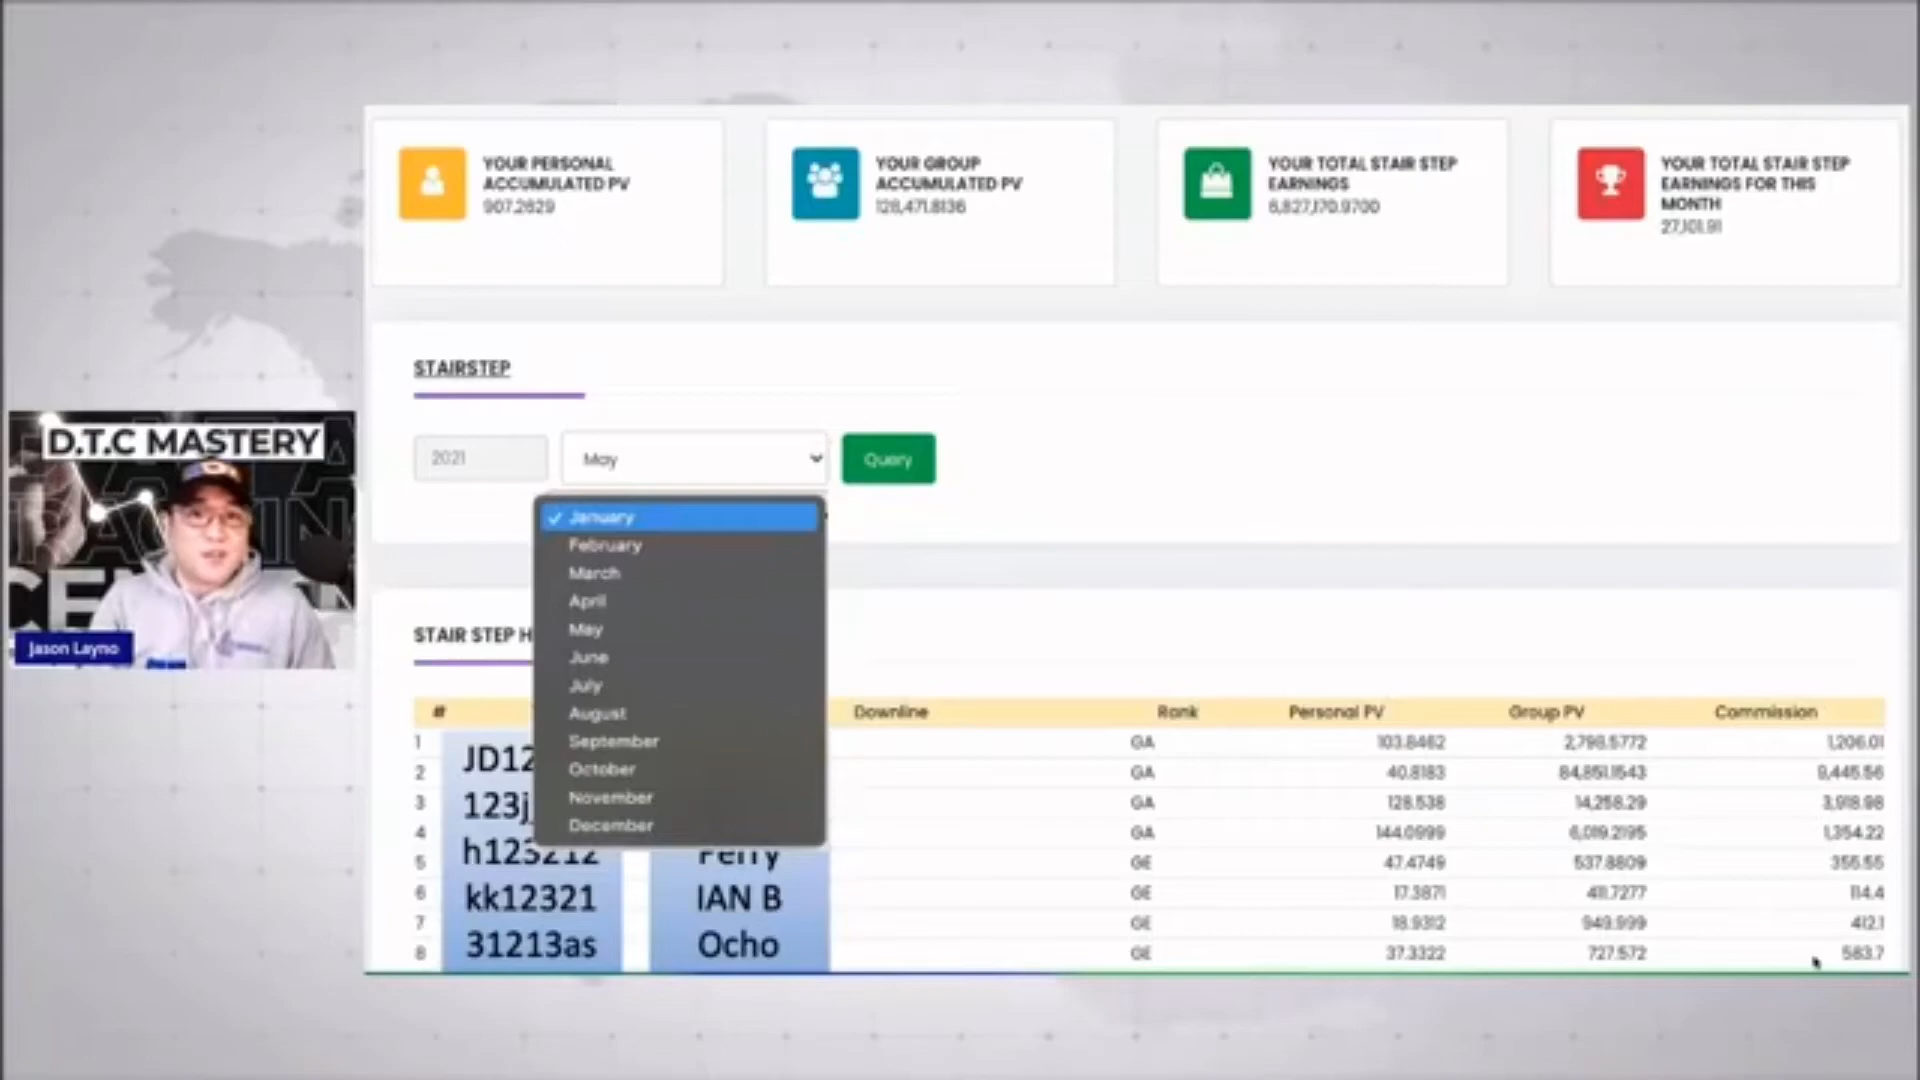 YOUR PERSONAL
ACCUMULATED PV
907.2629
YOUR GROUP
ACCUMULATED PV
128,471.8136
YOUR TOTAL STAIR STEP
EARNINGS
6,827,170.9700
YOUR TOTAL STAIR STEP
EARNINGS FOR THIS
MONTH
27,101.91
STAIRSTEP
2021
May
Query
January
February
March
April
May
June
July
August
September
October
November
December
D.T.C MASTERY
Jason Layno
STAIR STEP H
# Downline Rank Personal PV Group PV Commission
1 JD12 GA 103.8462 2,798.5772 1,206.01
2 GA 40.8183 84,851.1543 9,445.56
3 123j GA 128.538 14,258.29 3,918.98
4 GA 144.0999 6,019.2195 1,354.22
5 h123212 Perry GE 47.4749 537.8809 355.55
6 kk12321 IAN B GE 17.3871 411.7277 114.4
7 GE 18.9312 949.999 412.1
8 31213as Ocho GE 37.3322 727.572 583.7